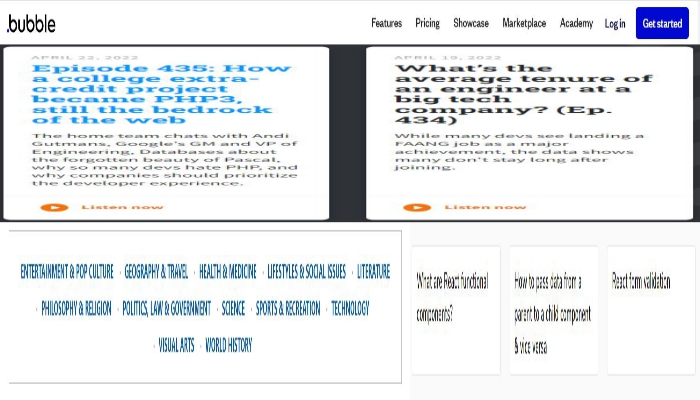 .bubble
Features Pricing Showcase Marketplace Academy Log in Get started
APRIL 22, 2022
Episode 435: How
a college extra-
credit project
became PHP3,
still the bedrock
of the web
The home team chats with Andi
Gutmans, Google's GM and VP of
Engineering, Databases about
the forgotten beauty of Pascal,
why so many devs hate PHP, and
why companies should prioritize
the developer experience.
Listen now
APRIL 19, 2022
What's the
average tenure of
an engineer at a
big tech
company? (Ep.
434)
While many devs see landing a
FAANG job as a major
achievement, the data shows
many don't stay long after
joining.
Listen now
ENTERTAINMENT & POP CULTURE · GEOGRAPHY & TRAVEL · HEALTH & MEDICINE · LIFESTYLES & SOCIAL ISSUES · LITERATURE
· PHILOSOPHY & RELIGION · POLITICS, LAW & GOVERNMENT · SCIENCE · SPORTS & RECREATION · TECHNOLOGY
· VISUAL ARTS · WORLD HISTORY
What are React functional
components?
How to pass data from a
parent to a child component
& vice versa
React form validation